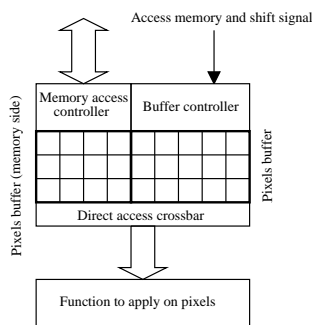 Access memory and shift signal
Memory access
controller
Buffer controller
Pixels buffer (memory side)
Pixels buffer
Direct access crossbar
Function to apply on pixels